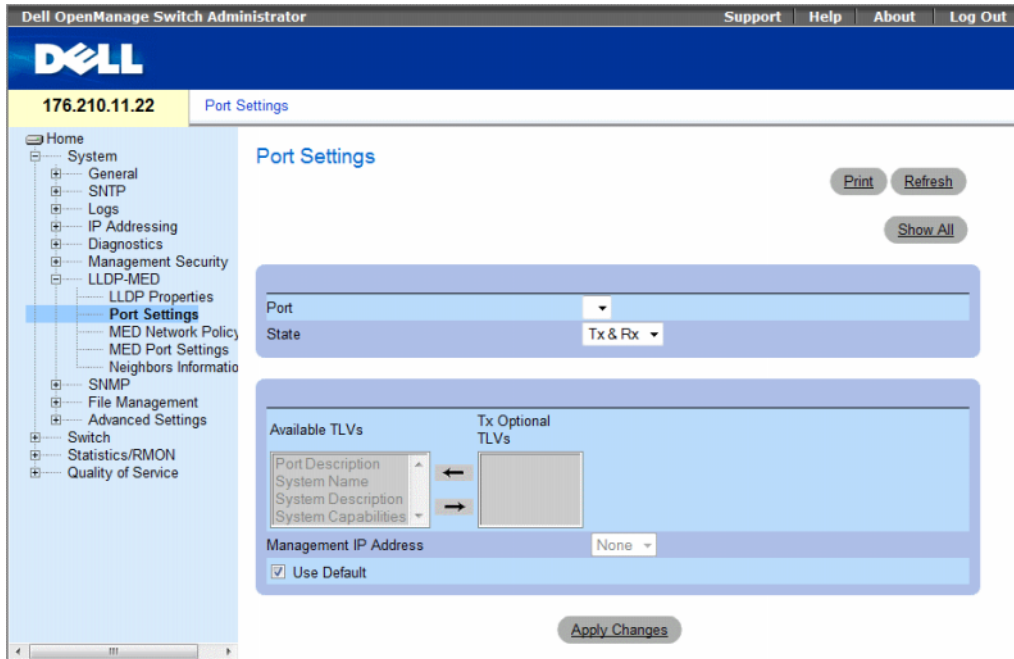 Dell OpenManage Switch Administrator
Support Help About Log Out
DELL
176.210.11.22
Port Settings
Home
System
General
SNTP
Logs
IP Addressing
Diagnostics
Management Security
LLDP-MED
LLDP Properties
Port Settings
MED Network Policy
MED Port Settings
Neighbors Informatio
SNMP
File Management
Advanced Settings
Switch
Statistics/RMON
Quality of Service
Port Settings
Print Refresh
Show All
Port
State Tx & Rx
Available TLVs
Tx Optional
TLVs
Port Description
System Name
System Description
System Capabilities
Management IP Address None
Use Default
Apply Changes